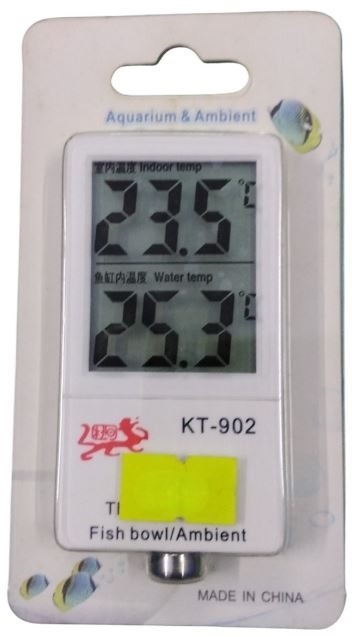 Aquarium & Ambient
室内温度 Indoor temp
23.5 °C
鱼缸内温度 Water temp
25.3 °C
KT-902
Fish bowl/Ambient
MADE IN CHINA